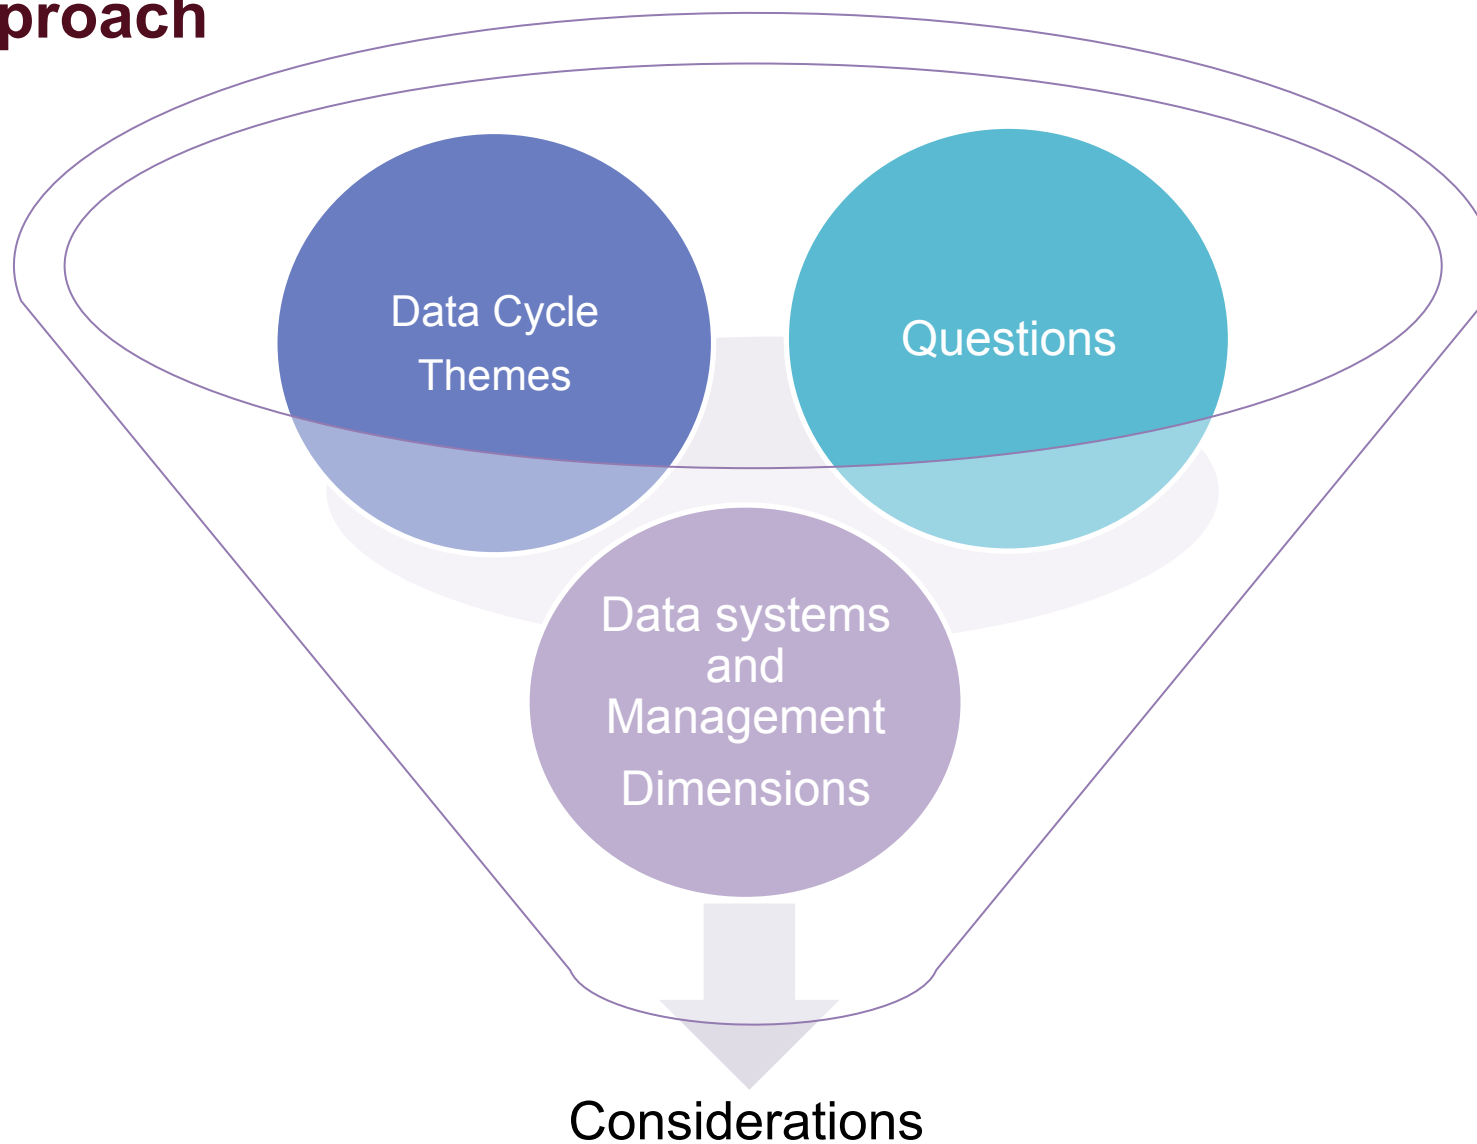 proach
Data Cycle
Themes
Questions
Data systems
and
Management
Dimensions
Considerations